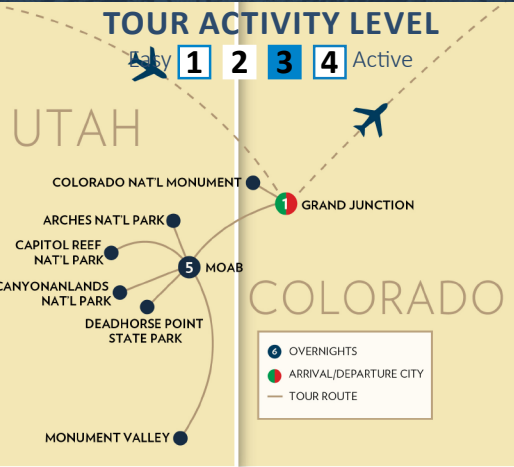 TOUR ACTIVITY LEVEL
Easy 1 2 3 4 Active
UTAH
COLORADO NAT'L MONUMENT
1 GRAND JUNCTION
ARCHES NAT'L PARK
CAPITOL REEF
NAT'L PARK
5 MOAB
CANYONANLANDS
NAT'L PARK
DEADHORSE POINT
STATE PARK
COLORADO
6 OVERNIGHTS
ARRIVAL/DEPARTURE CITY
TOUR ROUTE
MONUMENT VALLEY